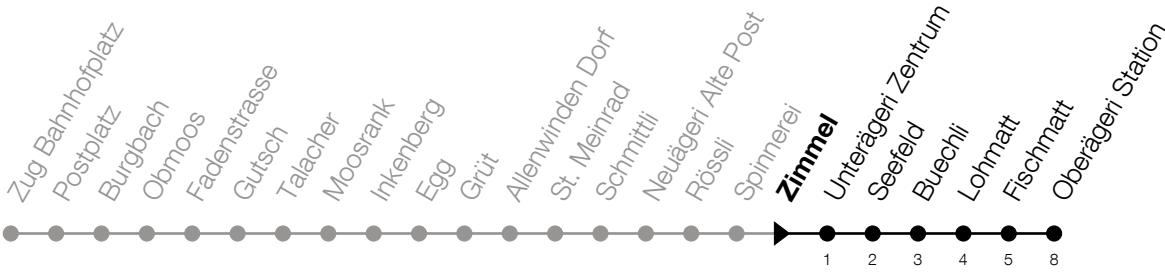 Zug Bahnhofplatz
Postplatz
Burgbach
Obmoos
Fadenstrasse
Gutsch
Talacher
Moosrank
Inkenberg
Egg
Grüt
Allenwinden Dorf
St. Meinrad
Schmittli
Neuägeri Alte Post
Rössli
Spinnerei
Zimmel
Unterägeri Zentrum
Seefeld
Buechli
Lohmatt
Fischmatt
Oberägeri Station
1 2 3 4 5 8